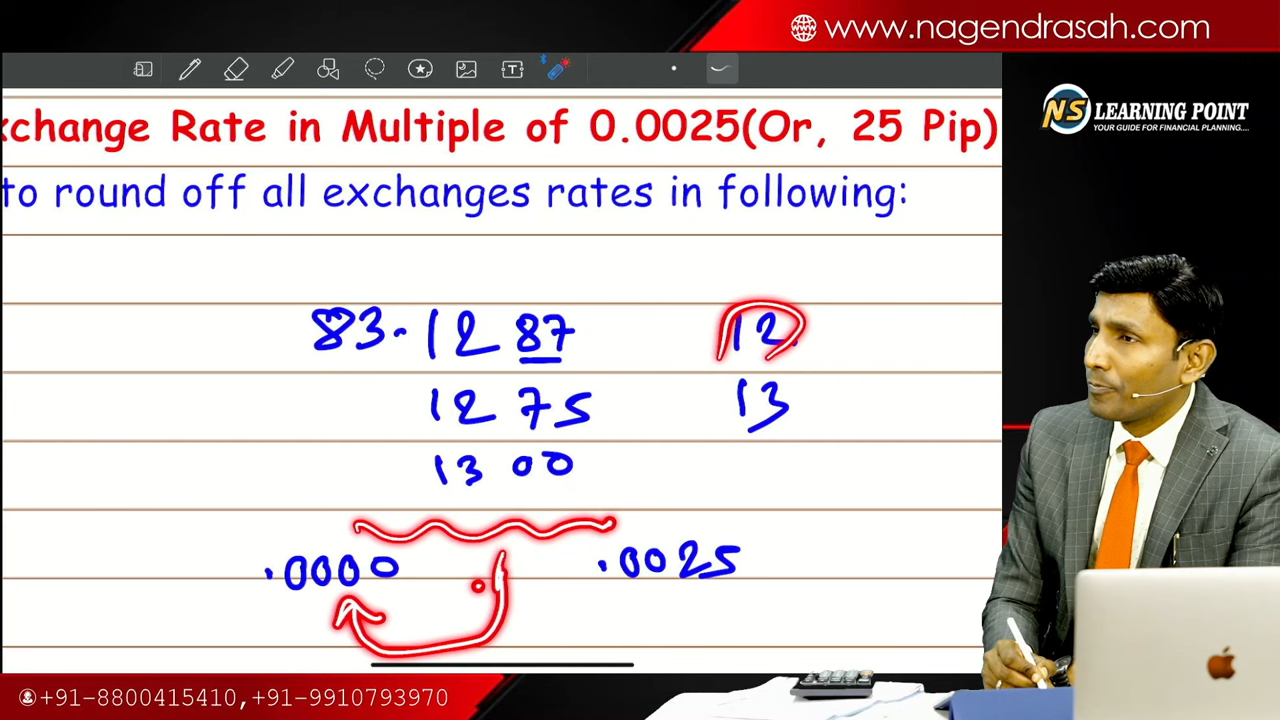 www.nagendrasah.com
NS LEARNING POINT
YOUR GUIDE FOR FINANCIAL PLANNING....
xchange Rate in Multiple of 0.0025(Or, 25 Pip)
to round off all exchanges rates in following:
83.1287 12
1275 13
1300
.0000 .0025
+91-8800415410,+91-9910793970